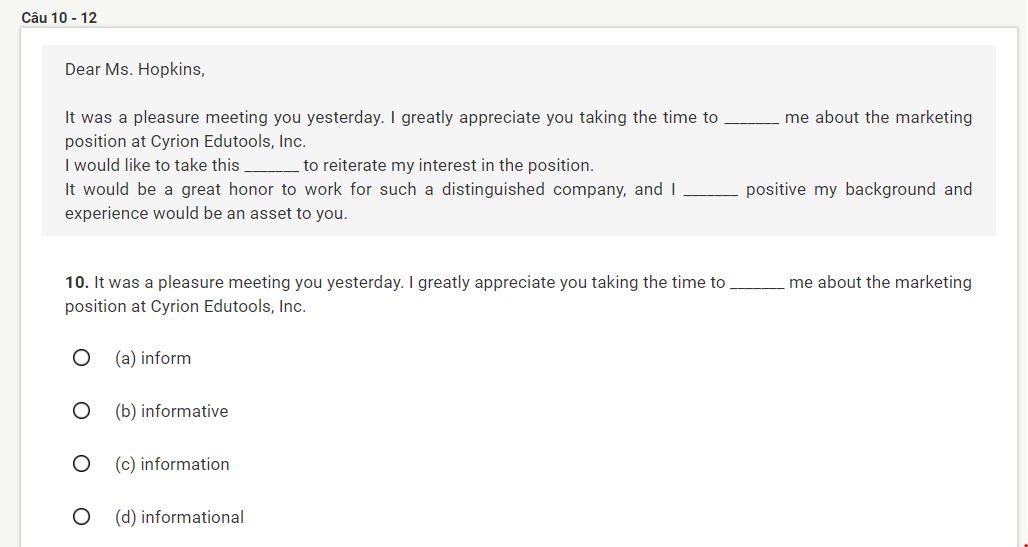 Câu 10 - 12
Dear Ms. Hopkins,
It was a pleasure meeting you yesterday. I greatly appreciate you taking the time to _______ me about the marketing
position at Cyrion Edutools, Inc.
I would like to take this _______ to reiterate my interest in the position.
It would be a great honor to work for such a distinguished company, and I _______ positive my background and
experience would be an asset to you.
10. It was a pleasure meeting you yesterday. I greatly appreciate you taking the time to _______ me about the marketing
position at Cyrion Edutools, Inc.
(a) inform
(b) informative
(c) information
(d) informational